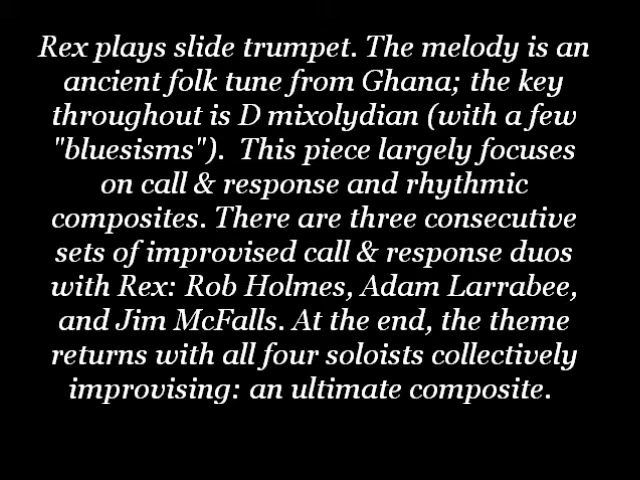 Rex plays slide trumpet. The melody is an
ancient folk tune from Ghana; the key
throughout is D mixolydian (with a few
"bluesisms").  This piece largely focuses
on call & response and rhythmic
composites. There are three consecutive
sets of improvised call & response duos
with Rex: Rob Holmes, Adam Larrabee,
and Jim McFalls. At the end, the theme
returns with all four soloists collectively
improvising: an ultimate composite.